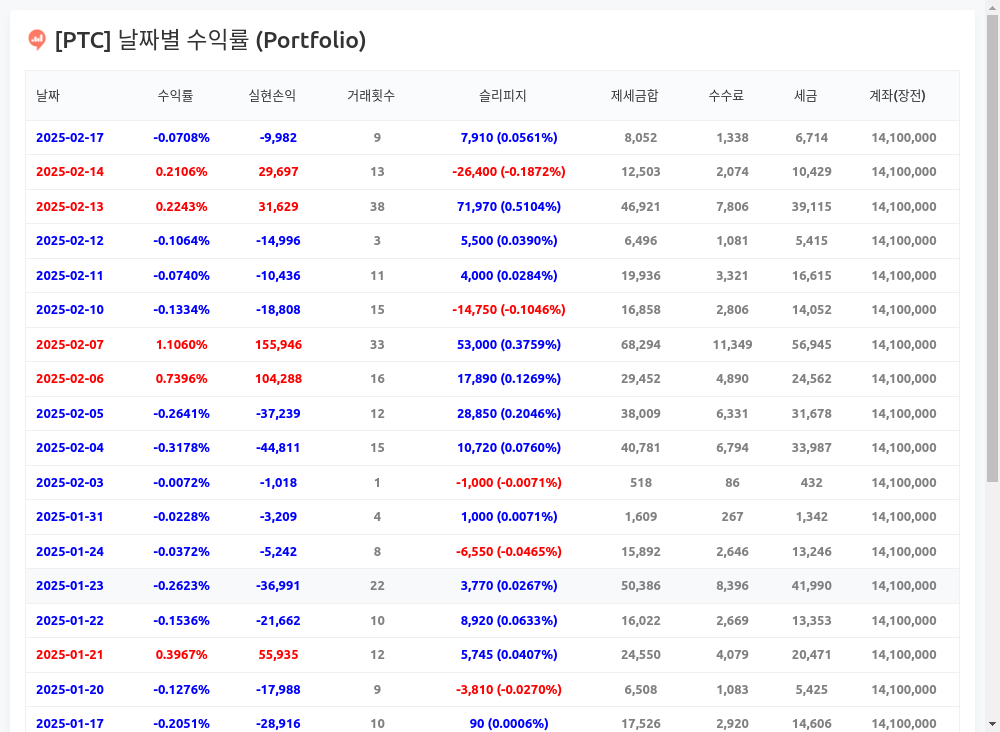 [PTC] 날짜별 수익률 (Portfolio)
날짜 수익률 실현손익 거래횟수 슬리피지 제세금합 수수료 세금 계좌(장전)
2025-02-17 -0.0708% -9,982 9 7,910 (0.0561%) 8,052 1,338 6,714 14,100,000
2025-02-14 0.2106% 29,697 13 -26,400 (-0.1872%) 12,503 2,074 10,429 14,100,000
2025-02-13 0.2243% 31,629 38 71,970 (0.5104%) 46,921 7,806 39,115 14,100,000
2025-02-12 -0.1064% -14,996 3 5,500 (0.0390%) 6,496 1,081 5,415 14,100,000
2025-02-11 -0.0740% -10,436 11 4,000 (0.0284%) 19,936 3,321 16,615 14,100,000
2025-02-10 -0.1334% -18,808 15 -14,750 (-0.1046%) 16,858 2,806 14,052 14,100,000
2025-02-07 1.1060% 155,946 33 53,000 (0.3759%) 68,294 11,349 56,945 14,100,000
2025-02-06 0.7396% 104,288 16 17,890 (0.1269%) 29,452 4,890 24,562 14,100,000
2025-02-05 -0.2641% -37,239 12 28,850 (0.2046%) 38,009 6,331 31,678 14,100,000
2025-02-04 -0.3178% -44,811 15 10,720 (0.0760%) 40,781 6,794 33,987 14,100,000
2025-02-03 -0.0072% -1,018 1 -1,000 (-0.0071%) 518 86 432 14,100,000
2025-01-31 -0.0228% -3,209 4 1,000 (0.0071%) 1,609 267 1,342 14,100,000
2025-01-24 -0.0372% -5,242 8 -6,550 (-0.0465%) 15,892 2,646 13,246 14,100,000
2025-01-23 -0.2623% -36,991 22 3,770 (0.0267%) 50,386 8,396 41,990 14,100,000
2025-01-22 -0.1536% -21,662 10 8,920 (0.0633%) 16,022 2,669 13,353 14,100,000
2025-01-21 0.3967% 55,935 12 5,745 (0.0407%) 24,550 4,079 20,471 14,100,000
2025-01-20 -0.1276% -17,988 9 -3,810 (-0.0270%) 6,508 1,083 5,425 14,100,000
2025-01-17 -0.2051% -28,916 10 90 (0.0006%) 17,526 2,920 14,606 14,100,000